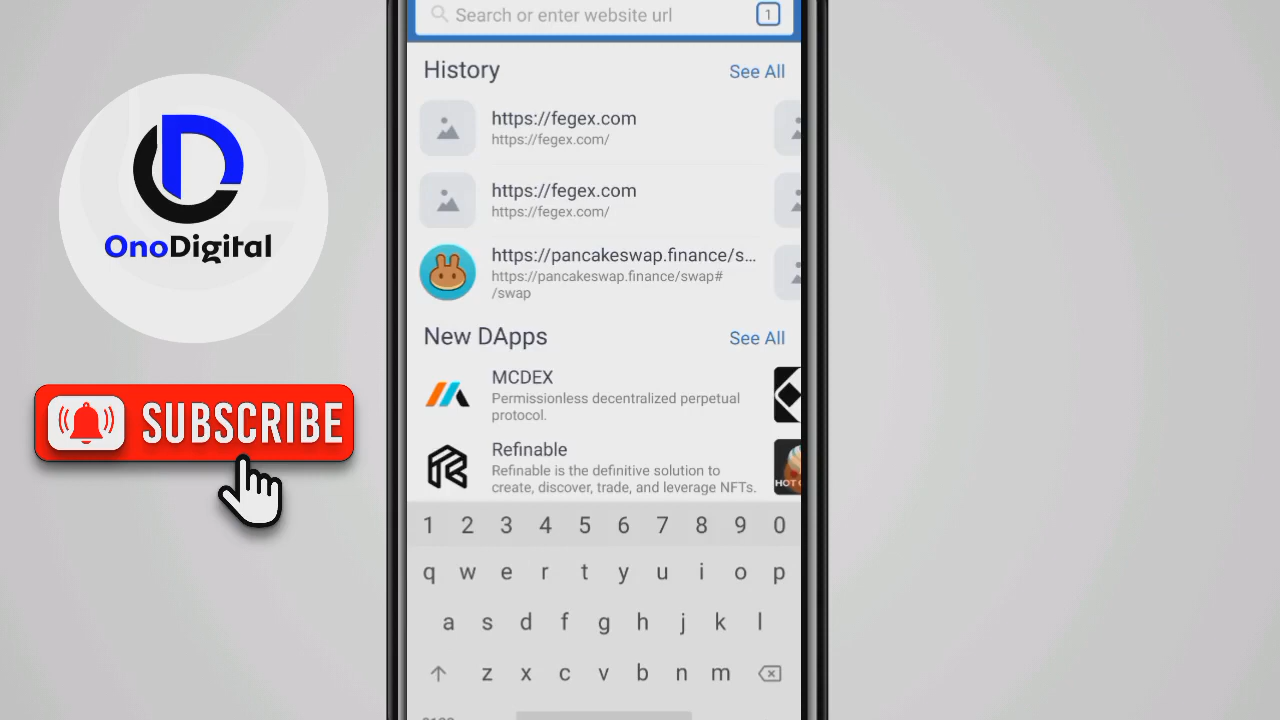 Search or enter website url
1
History
See All
https://fegex.com
https://fegex.com/
https://fegex.com
https://fegex.com/
https://pancakeswap.finance/s...
https://pancakeswap.finance/swap#
/swap
New DApps
See All
MCDEX
Permissionless decentralized perpetual
protocol.
Refinable
Refinable is the definitive solution to
create, discover, trade, and leverage NFTs.
HOT
1 2 3 4 5 6 7 8 9 0
q w e r t y u i o p
a s d f g h j k l
z x c v b n m
OnoDigital
SUBSCRIBE